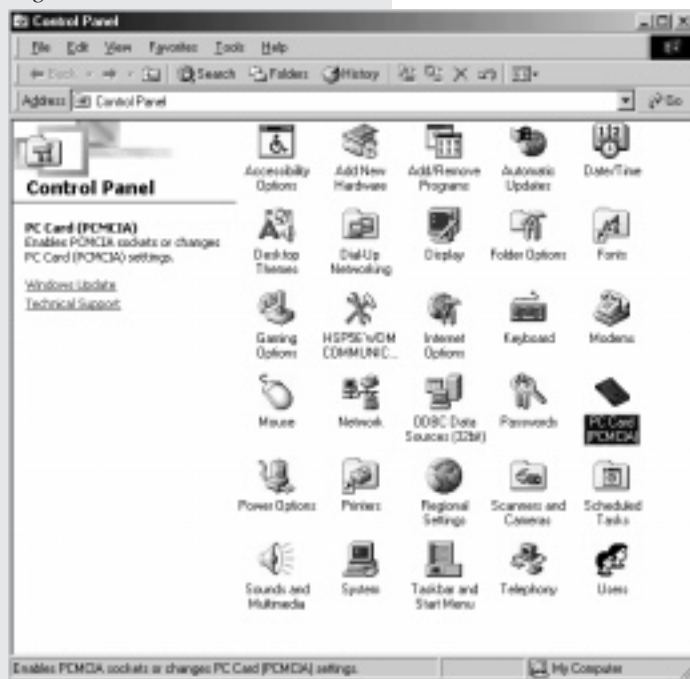 Control Panel
File Edit View Favorites Tools Help
Back Search Folders History
Address Control Panel Go
Control Panel
PC Card (PCMCIA)
Enables PCMCIA sockets or changes
PC Card (PCMCIA) settings.
Windows Update
Technical Support
Accessibility Options
Add New Hardware
Add/Remove Programs
Automatic Updates
Date/Time
Desktop Themes
Dial-Up Networking
Display
Folder Options
Fonts
Gaming Options
HSP56 WDM COMMUNIC...
Internet Options
Keyboard
Modems
Mouse
Network
ODBC Data Sources (32bit)
Passwords
PC Card (PCMCIA)
Power Options
Printers
Regional Settings
Scanners and Cameras
Scheduled Tasks
Sounds and Multimedia
System
Taskbar and Start Menu
Telephony
Users
Enables PCMCIA sockets or changes PC Card (PCMCIA) settings. My Computer